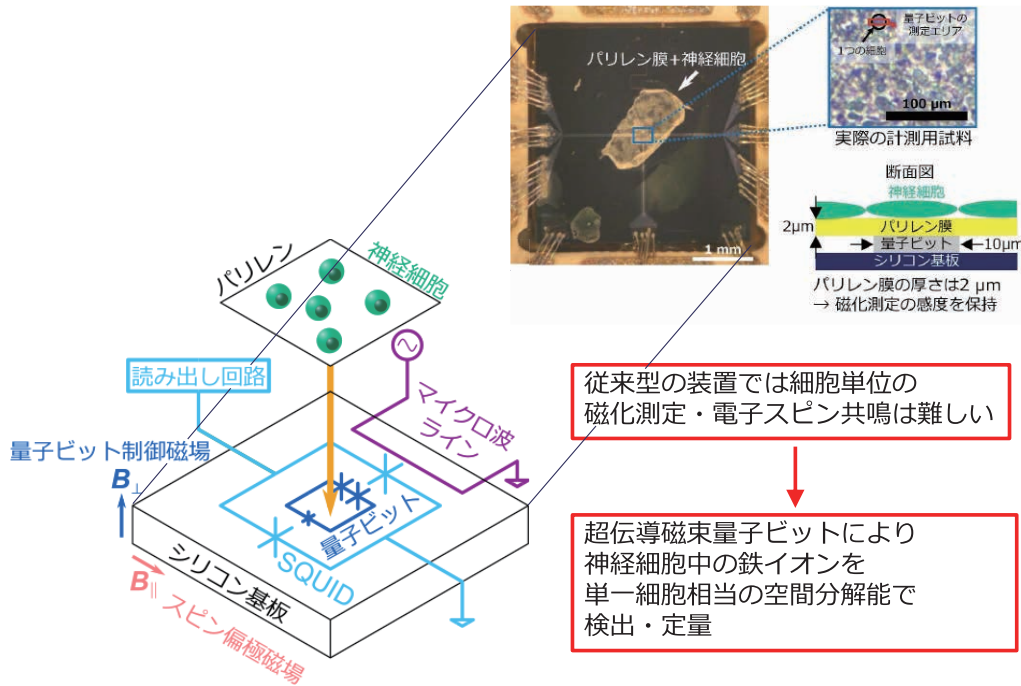 パリレン膜+神経細胞
1 mm
量子ビットの
測定エリア
1つの細胞
100 μm
実際の計測用試料
断面図
神経細胞
2μm
パリレン膜
量子ビット
10μm
シリコン基板
パリレン膜の厚さは2 μm
→ 磁化測定の感度を保持
パリレン
神経細胞
読み出し回路
マイクロ波
ライン
量子ビット制御磁場
B⊥
量子ビット
SQUID
シリコン基板
B∥ スピン偏極磁場
従来型の装置では細胞単位の
磁化測定・電子スピン共鳴は難しい
超伝導磁束量子ビットにより
神経細胞中の鉄イオンを
単一細胞相当の空間分解能で
検出・定量